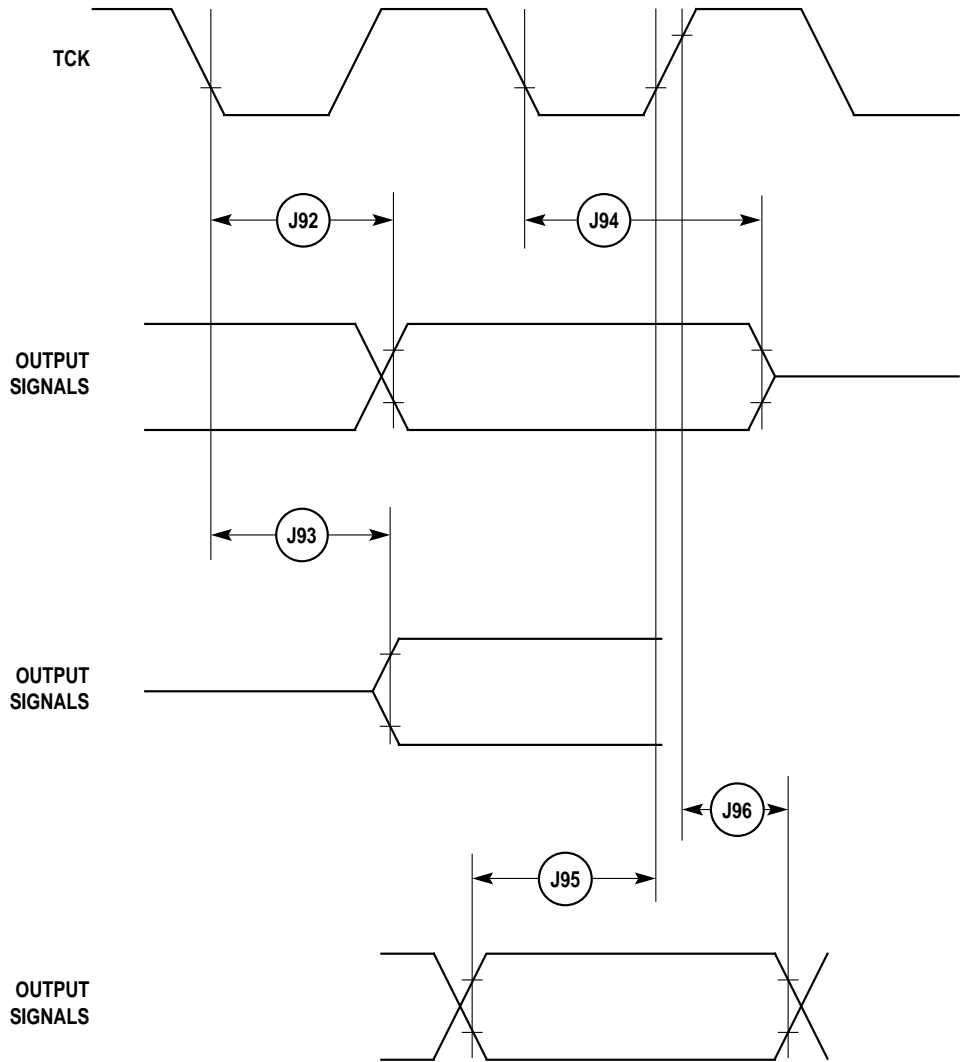 TCK
J92
J94
OUTPUT
SIGNALS
J93
OUTPUT
SIGNALS
J96
J95
OUTPUT
SIGNALS